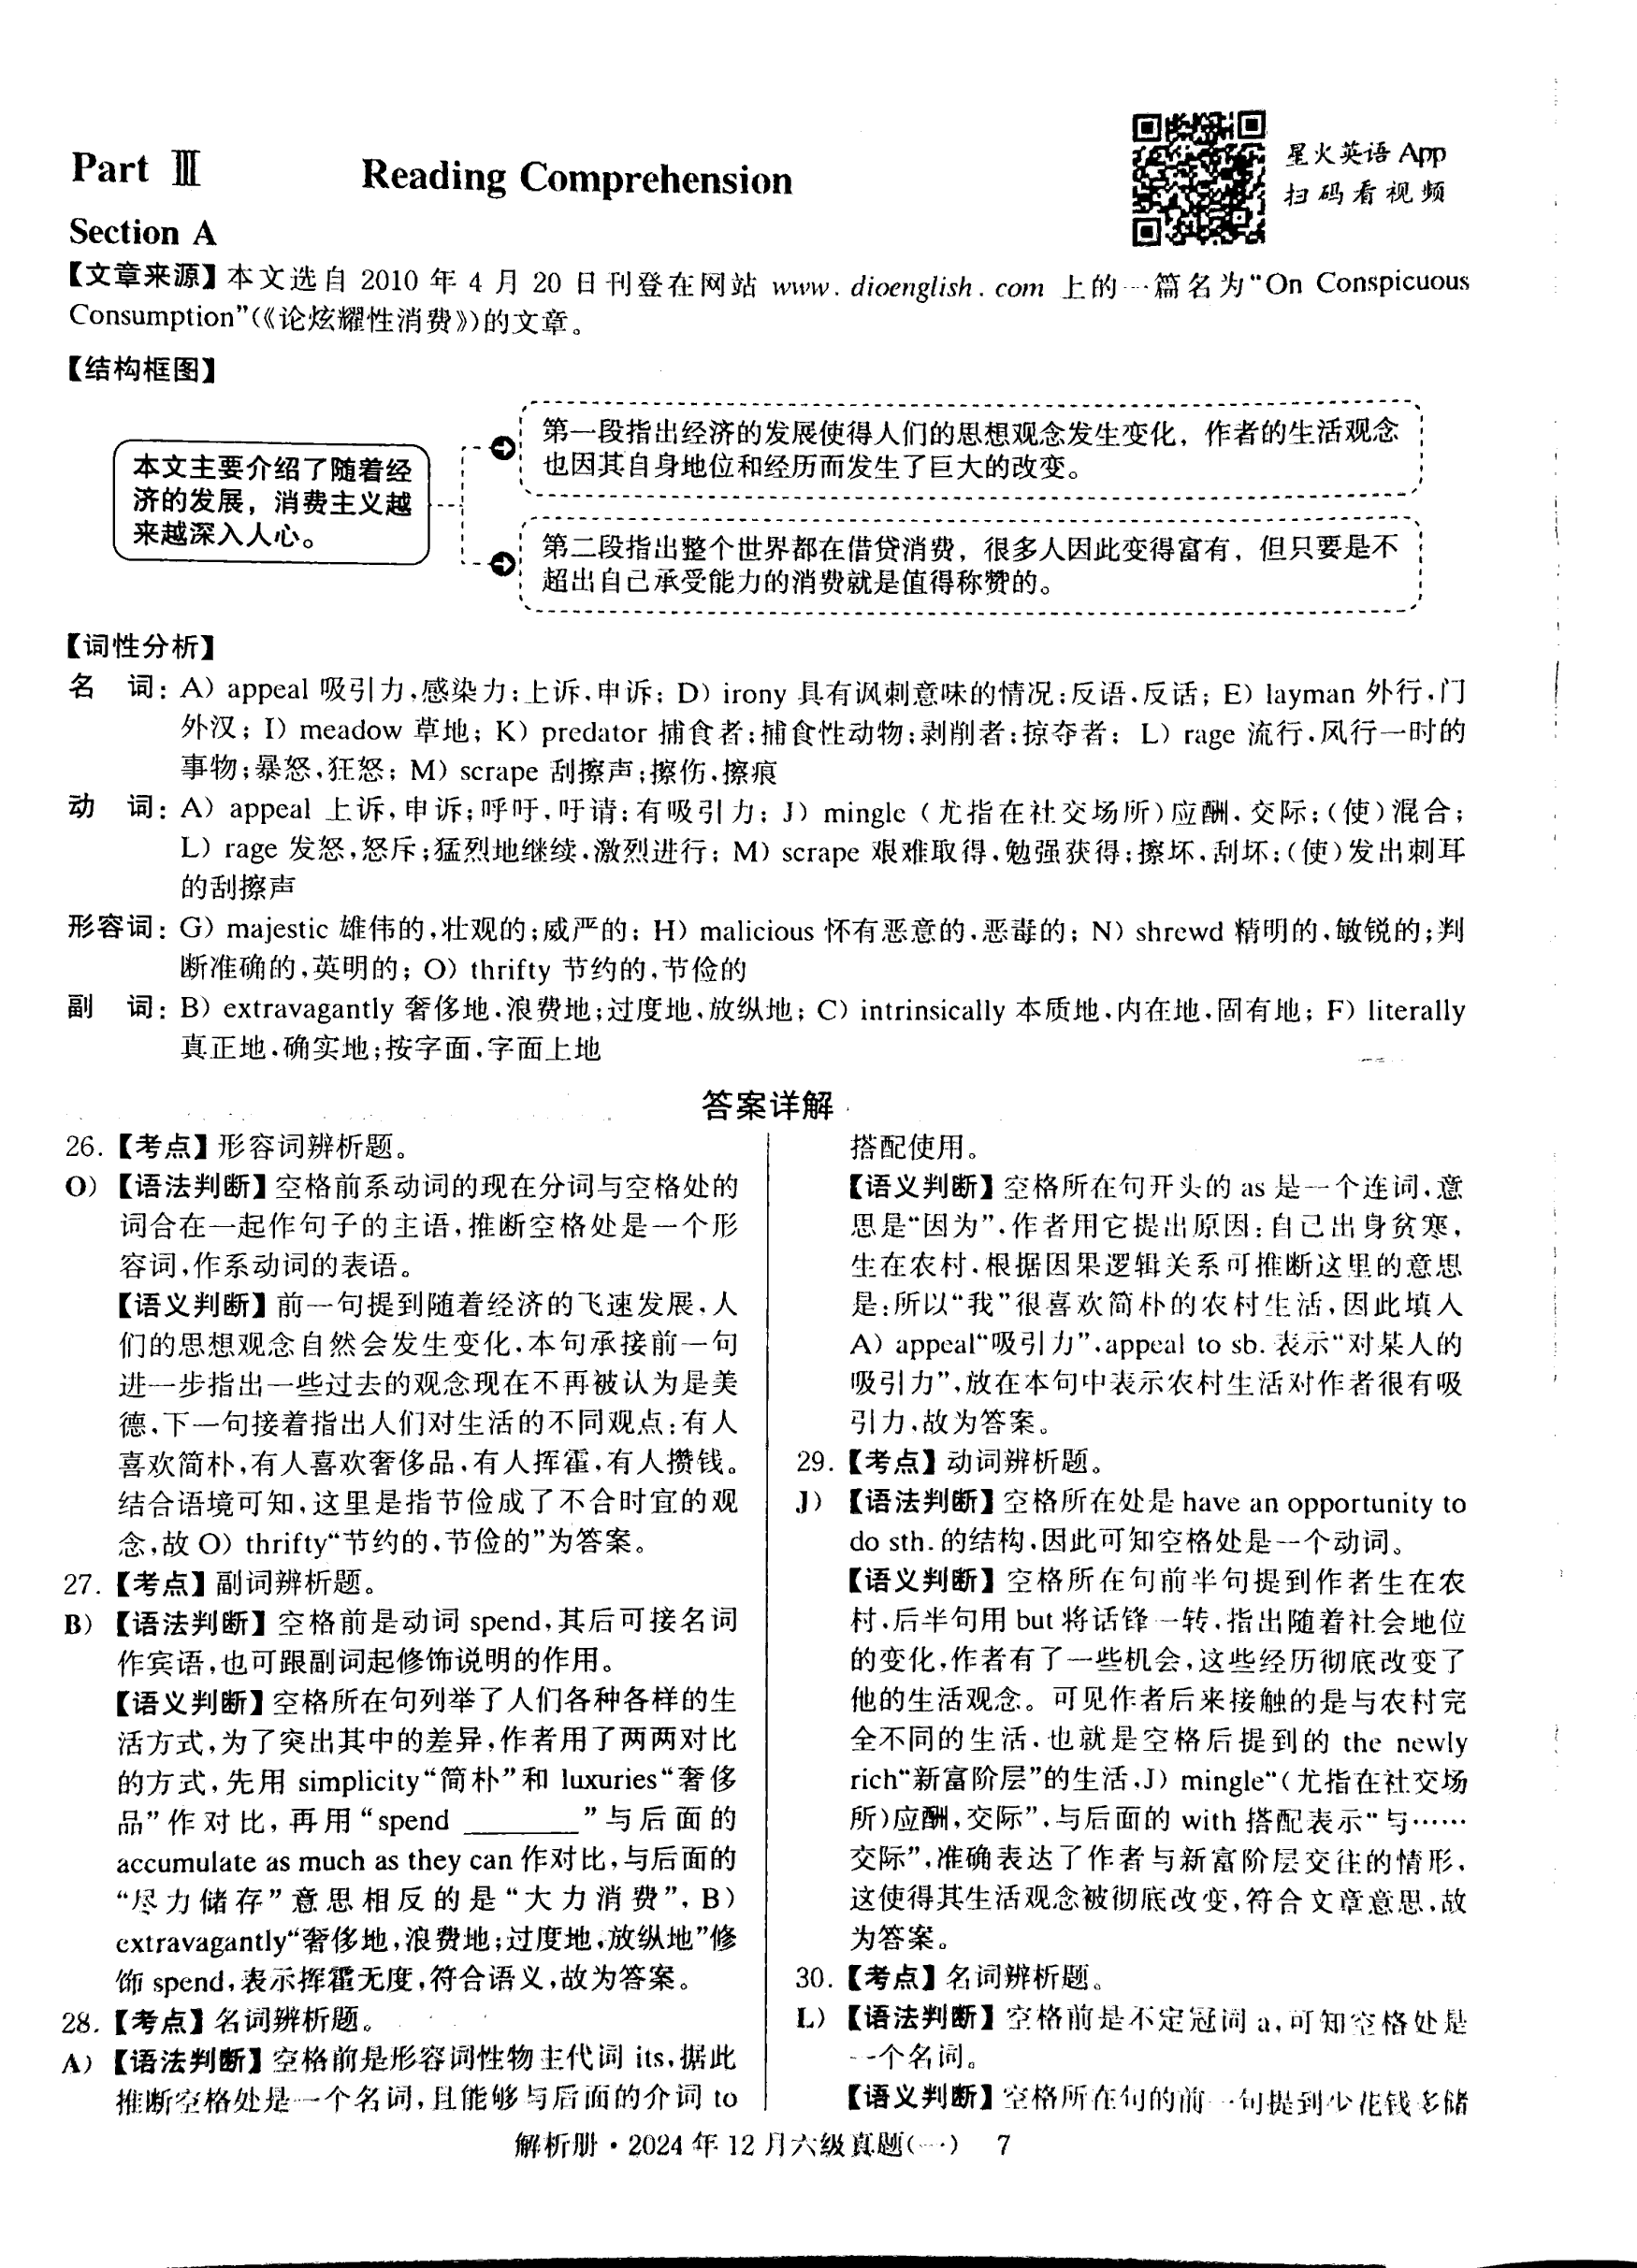 Part Ⅲ Reading Comprehension
星火英语 App
扫码看视频
Section A
【文章来源】本文选自 2010 年 4 月 20 日刊登在网站 www. dioenglish. com 上的一篇名为“On Conspicuous
Consumption”(《论炫耀性消费》)的文章。
【结构框图】
本文主要介绍了随着经
济的发展，消费主义越
来越深入人心。
第一段指出经济的发展使得人们的思想观念发生变化，作者的生活观念
也因其自身地位和经历而发生了巨大的改变。
第二段指出整个世界都在借贷消费，很多人因此变得富有，但只要是不
超出自己承受能力的消费就是值得称赞的。
【词性分析】
名 词: A) appeal 吸引力,感染力;上诉,申诉; D) irony 具有讽刺意味的情况;反语,反话; E) layman 外行,门
外汉; I) meadow 草地; K) predator 捕食者;捕食性动物;剥削者;掠夺者; L) rage 流行,风行一时的
事物;暴怒,狂怒; M) scrape 刮擦声;擦伤,擦痕
动 词: A) appeal 上诉,申诉;呼吁,吁请;有吸引力; J) mingle (尤指在社交场所)应酬,交际;(使)混合;
L) rage 发怒,怒斥;猛烈地继续,激烈进行; M) scrape 艰难取得,勉强获得;擦坏,刮坏;(使)发出刺耳
的刮擦声
形容词: G) majestic 雄伟的,壮观的;威严的; H) malicious 怀有恶意的,恶毒的; N) shrewd 精明的,敏锐的;判
断准确的,英明的; O) thrifty 节约的,节俭的
副 词: B) extravagantly 奢侈地,浪费地;过度地,放纵地; C) intrinsically 本质地,内在地,固有地; F) literally
真正地,确实地;按字面,字面上地
答案详解
26. 【考点】形容词辨析题。
O) 【语法判断】空格前系动词的现在分词与空格处的
词合在一起作句子的主语,推断空格处是一个形
容词,作系动词的表语。
【语义判断】前一句提到随着经济的飞速发展,人
们的思想观念自然会发生变化,本句承接前一句
进一步指出一些过去的观念现在不再被认为是美
德,下一句接着指出人们对生活的不同观点:有人
喜欢简朴,有人喜欢奢侈品,有人挥霍,有人攒钱。
结合语境可知,这里是指节俭成了不合时宜的观
念,故 O) thrifty“节约的,节俭的”为答案。
27. 【考点】副词辨析题。
B) 【语法判断】空格前是动词 spend,其后可接名词
作宾语,也可跟副词起修饰说明的作用。
【语义判断】空格所在句列举了人们各种各样的生
活方式,为了突出其中的差异,作者用了两两对比
的方式,先用 simplicity“简朴”和 luxuries“奢侈
品”作对比,再用“spend ________”与后面的
accumulate as much as they can 作对比,与后面的
“尽力储存”意思相反的是“大力消费”, B)
extravagantly“奢侈地,浪费地;过度地,放纵地”修
饰 spend,表示挥霍无度,符合语义,故为答案。
28. 【考点】名词辨析题。
A) 【语法判断】空格前是形容词性物主代词 its,据此
推断空格处是一个名词,且能够与后面的介词 to
搭配使用。
【语义判断】空格所在句开头的 as 是一个连词,意
思是“因为”,作者用它提出原因:自己出身贫寒,
生在农村,根据因果逻辑关系可推断这里的意思
是:所以“我”很喜欢简朴的农村生活,因此填入
A) appeal“吸引力”,appeal to sb. 表示“对某人的
吸引力”,放在本句中表示农村生活对作者很有吸
引力,故为答案。
29. 【考点】动词辨析题。
J) 【语法判断】空格所在处是 have an opportunity to
do sth. 的结构,因此可知空格处是一个动词。
【语义判断】空格所在句前半句提到作者生在农
村,后半句用 but 将话锋一转,指出随着社会地位
的变化,作者有了一些机会,这些经历彻底改变了
他的生活观念。可见作者后来接触的是与农村完
全不同的生活,也就是空格后提到的 the newly
rich“新富阶层”的生活,J) mingle“(尤指在社交场
所)应酬,交际”,与后面的 with 搭配表示“与……
交际”,准确表达了作者与新富阶层交往的情形,
这使得其生活观念被彻底改变,符合文章意思,故
为答案。
30. 【考点】名词辨析题。
L) 【语法判断】空格前是不定冠词 a,可知空格处是
一个名词。
【语义判断】空格所在句的前一句提到少花钱多储
解析册・2024 年 12 月六级真题(一) 7